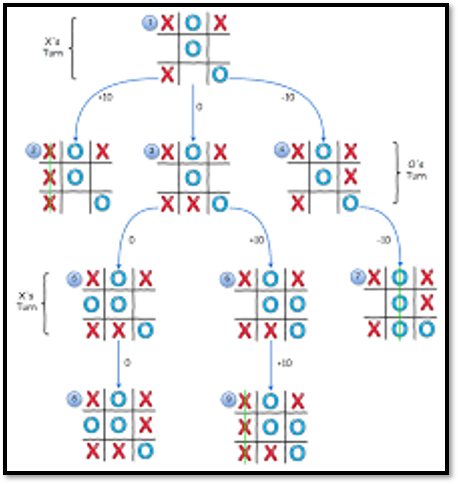 X's Turn
1
X O X
O
X O
+10
0
-10
2
X O X
X O
X O
3
X O X
O
X X O
4
X O X
O X
X O
O's Turn
0
+10
-10
X's Turn
5
X O X
O O
X X O
6
X O X
O O
X X O
7
X O X
O X
X O O
0
+10
8
X O X
O O X
X X O
9
X O X
X O O
X X O